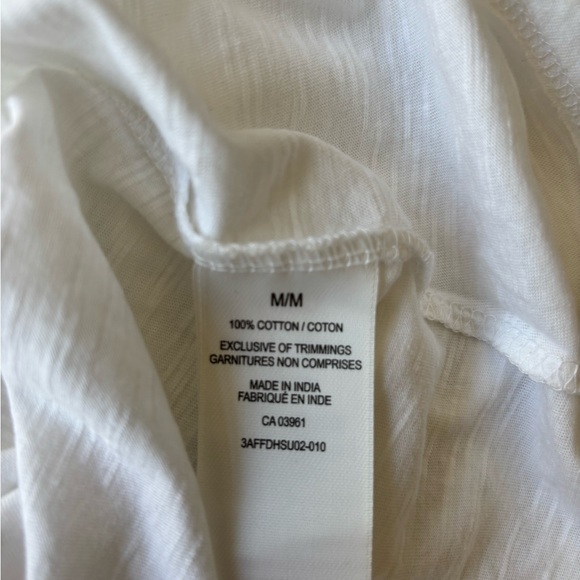 M/M
100% COTTON / COTON
EXCLUSIVE OF TRIMMINGS
GARNITURES NON COMPRISES
MADE IN INDIA
FABRIQUÉ EN INDE
CA 03961
3AFFDHSU02-010